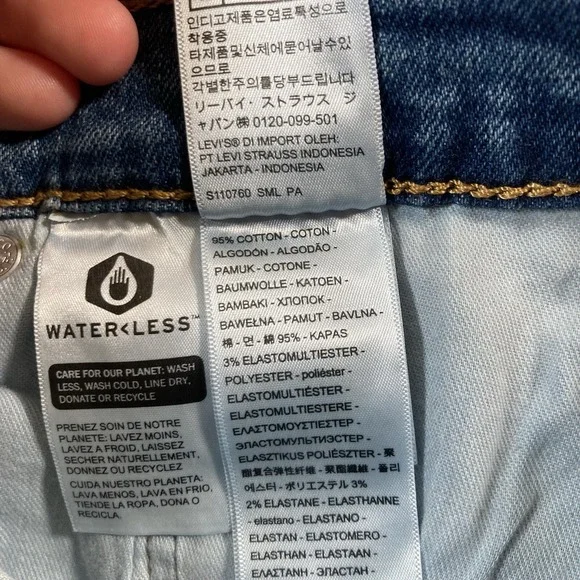 인디고제품은염료특성으로
착용중
타제품및신체에묻어날수있
으므로
각별한주의를당부드립니다
リーバイ・ストラウス ジ
ャパン㈱ 0120-099-501
LEVI'S® DI IMPORT OLEH:
PT LEVI STRAUSS INDONESIA
JAKARTA - INDONESIA
S110760 SML PA
WATER<LESS™
CARE FOR OUR PLANET: WASH
LESS, WASH COLD, LINE DRY,
DONATE OR RECYCLE
PRENEZ SOIN DE NOTRE
PLANETE: LAVEZ MOINS,
LAVEZ A FROID, LAISSEZ
SECHER NATURELLEMENT,
DONNEZ OU RECYCLEZ
CUIDA NUESTRO PLANETA:
LAVA MENOS, LAVA EN FRIO,
TIENDE LA ROPA, DONA O
RECICLA.
95% COTTON - COTON -
ALGODÓN - ALGODÃO -
PAMUK - COTONE -
BAUMWOLLE - KATOEN -
BAMBAKI - ХЛОПОК -
BAWEŁNA - PAMUT - BAVLNA -
棉 - 면 - 綿 95% - KAPAS
3% ELASTOMULTIESTER -
POLYESTER - poliéster -
ELASTOMULTIÉSTER -
ELASTOMULTIESTERE -
ΕΛΑΣΤΟΜΟΥΤΙΕΣΤΕΡ -
ЭЛАСТОМУЛЬТИЭСТЕР -
ELASZTIKUS POLIÉSZTER - 聚
酯复合弹性纤维 - 聚酯纖維 - 폴리
에스터 - ポリエステル 3%
2% ELASTANE - ELASTHANNE
- elastano - ELASTANO -
ELASTAN - ELASTOMERO -
ELASTHAN - ELASTAAN -
ΕΛΑΣΤΑΝΗ - ЭЛАСТАН -